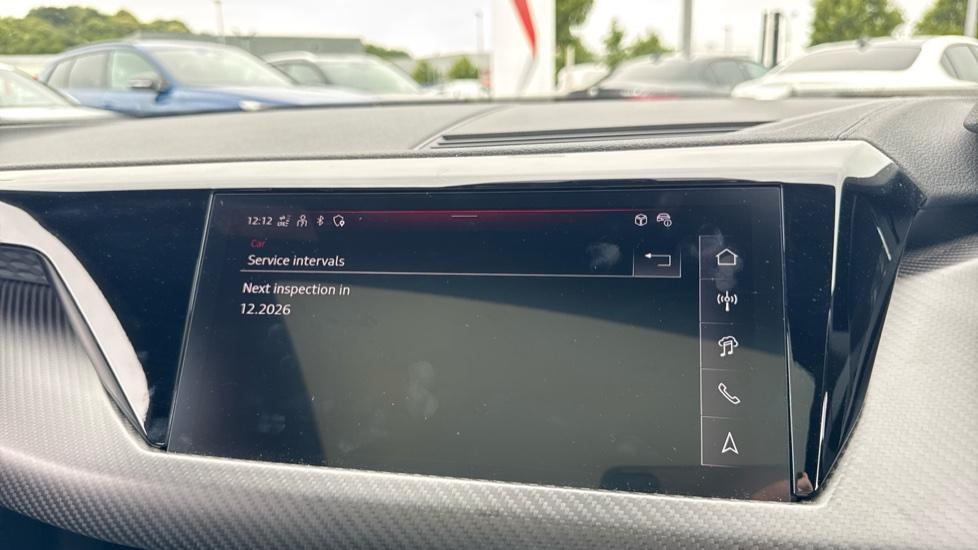 12:12
Car
Service intervals
Next inspection in
12.2026